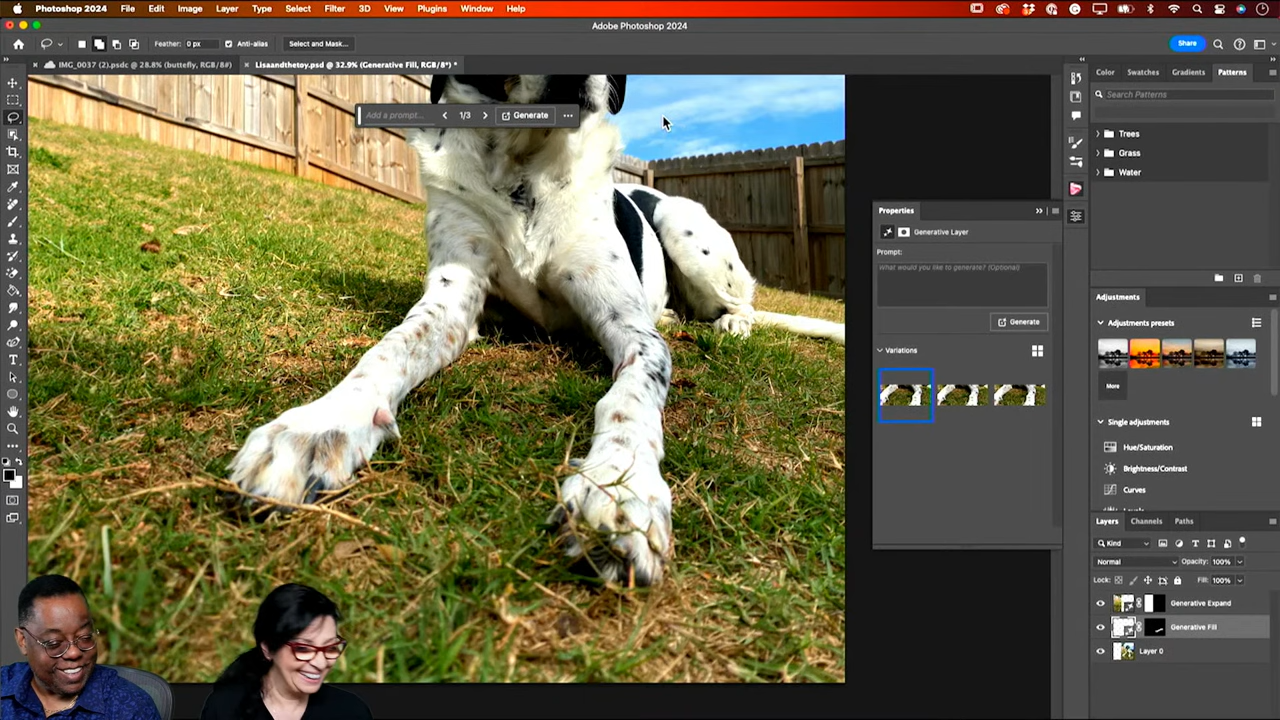 Adobe Photoshop 2024 File Edit Image Layer Type Select Filter 3D View Plugins Window Help
Adobe Photoshop 2024
Feather: 0 px Anti-alias Select and Mask... Share
IMG_0037 (2).psdc @ 28.8% (buttefly, RGB/8#) Lisaandthetoy.psd @ 32.9% (Generative Fill, RGB/8#) *
Color Swatches Gradients Patterns
Search Patterns
Add a prompt... 1/3 Generate
Trees
Grass
Water
Properties
Generative Layer
Prompt:
What would you like to generate? (Optional)
Generate
Variations
Adjustments
Adjustments presets
More
Single adjustments
Hue/Saturation
Brightness/Contrast
Curves
Layers Channels Paths
Kind
Normal Opacity: 100%
Lock: Fill: 100%
Generative Expand
Generative Fill
Layer 0